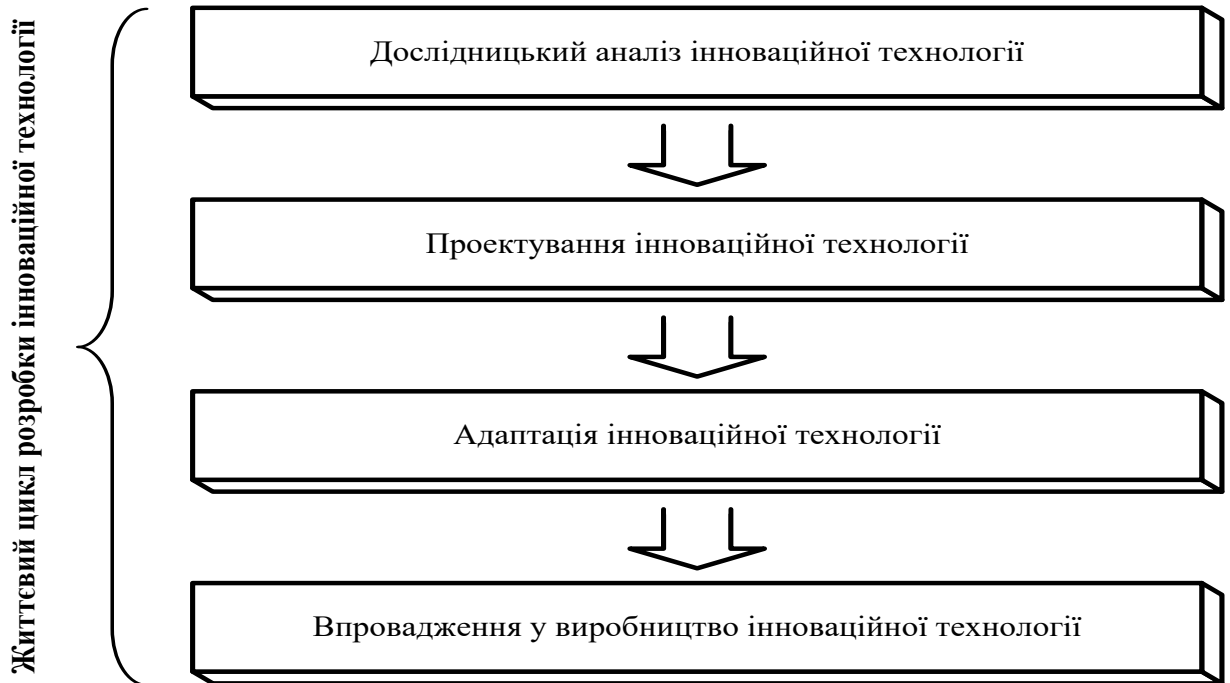 Життєвий цикл розробки інноваційної технології
Дослідницький аналіз інноваційної технології
Проектування інноваційної технології
Адаптація інноваційної технології
Впровадження у виробництво інноваційної технології